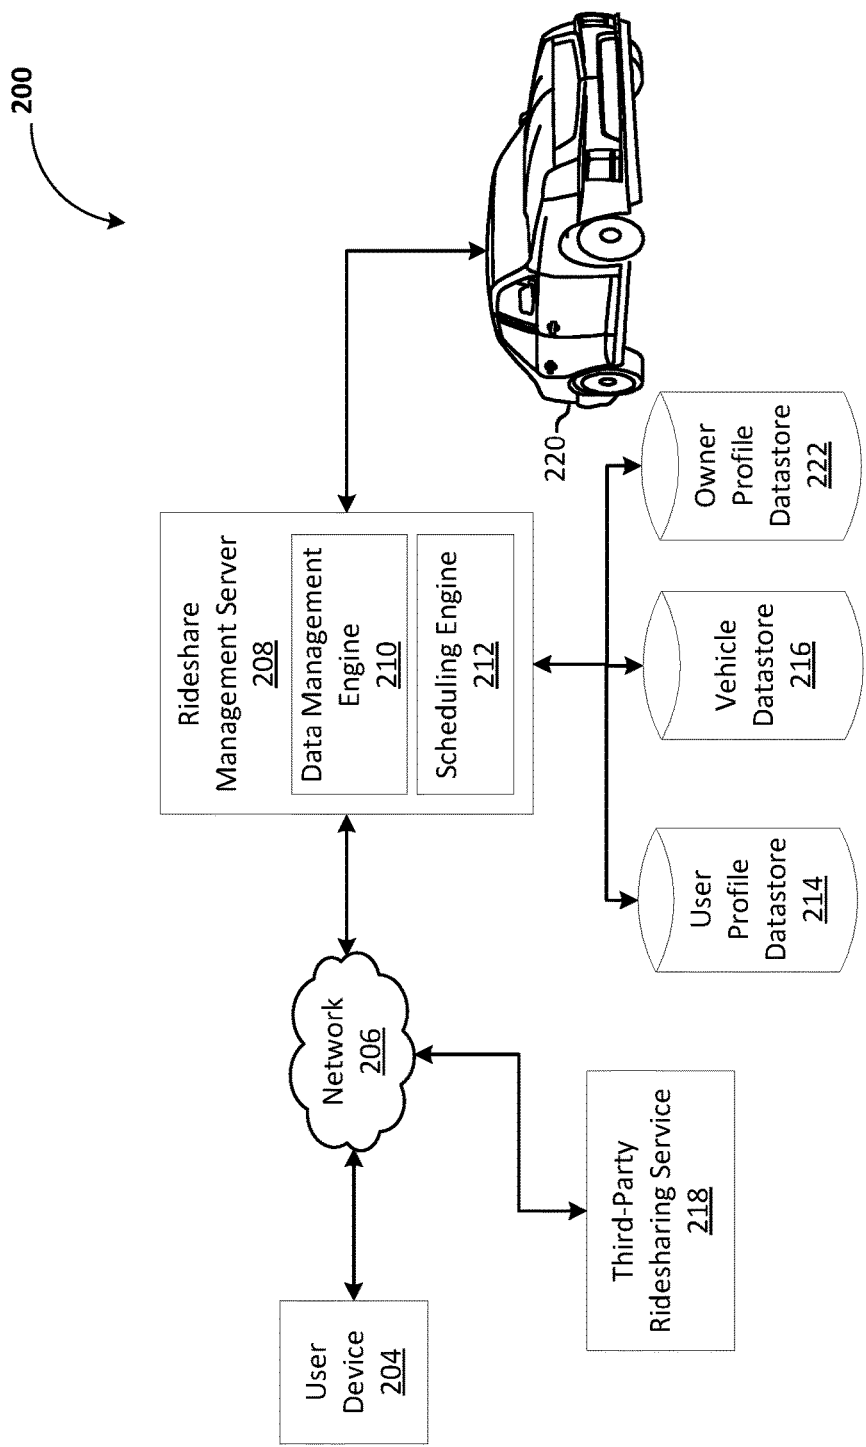 200
User
Device
204
Network
206
Third-Party
Ridesharing Service
218
Rideshare
Management Server
208
Data Management
Engine
210
Scheduling Engine
212
220
User
Profile
Datastore
214
Vehicle
Datastore
216
Owner
Profile
Datastore
222